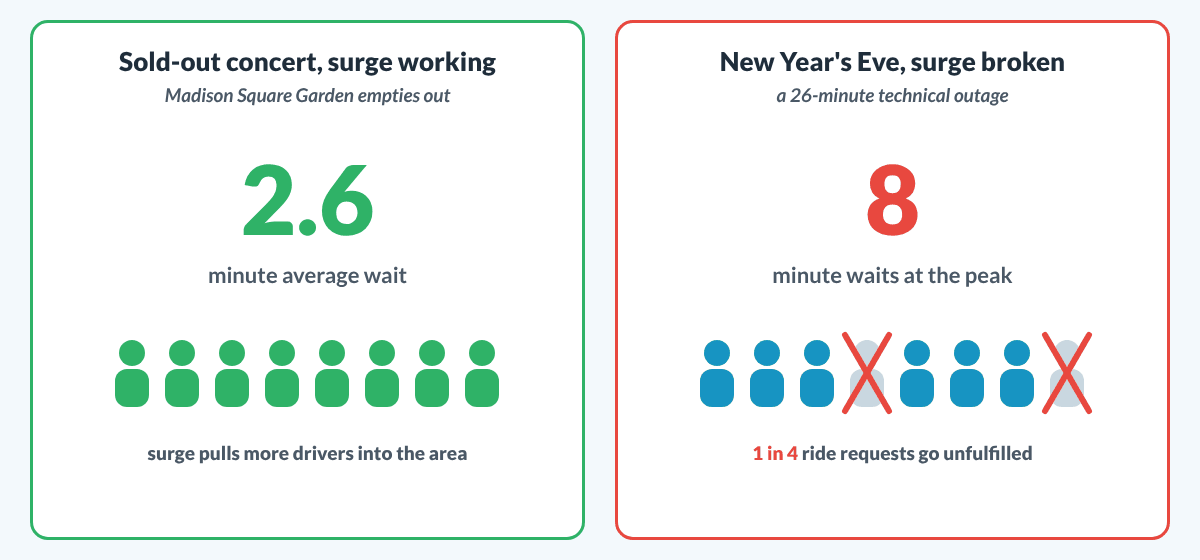 Sold-out concert, surge working
Madison Square Garden empties out
2.6
minute average wait
surge pulls more drivers into the area
New Year's Eve, surge broken
a 26-minute technical outage
8
minute waits at the peak
1 in 4 ride requests go unfulfilled